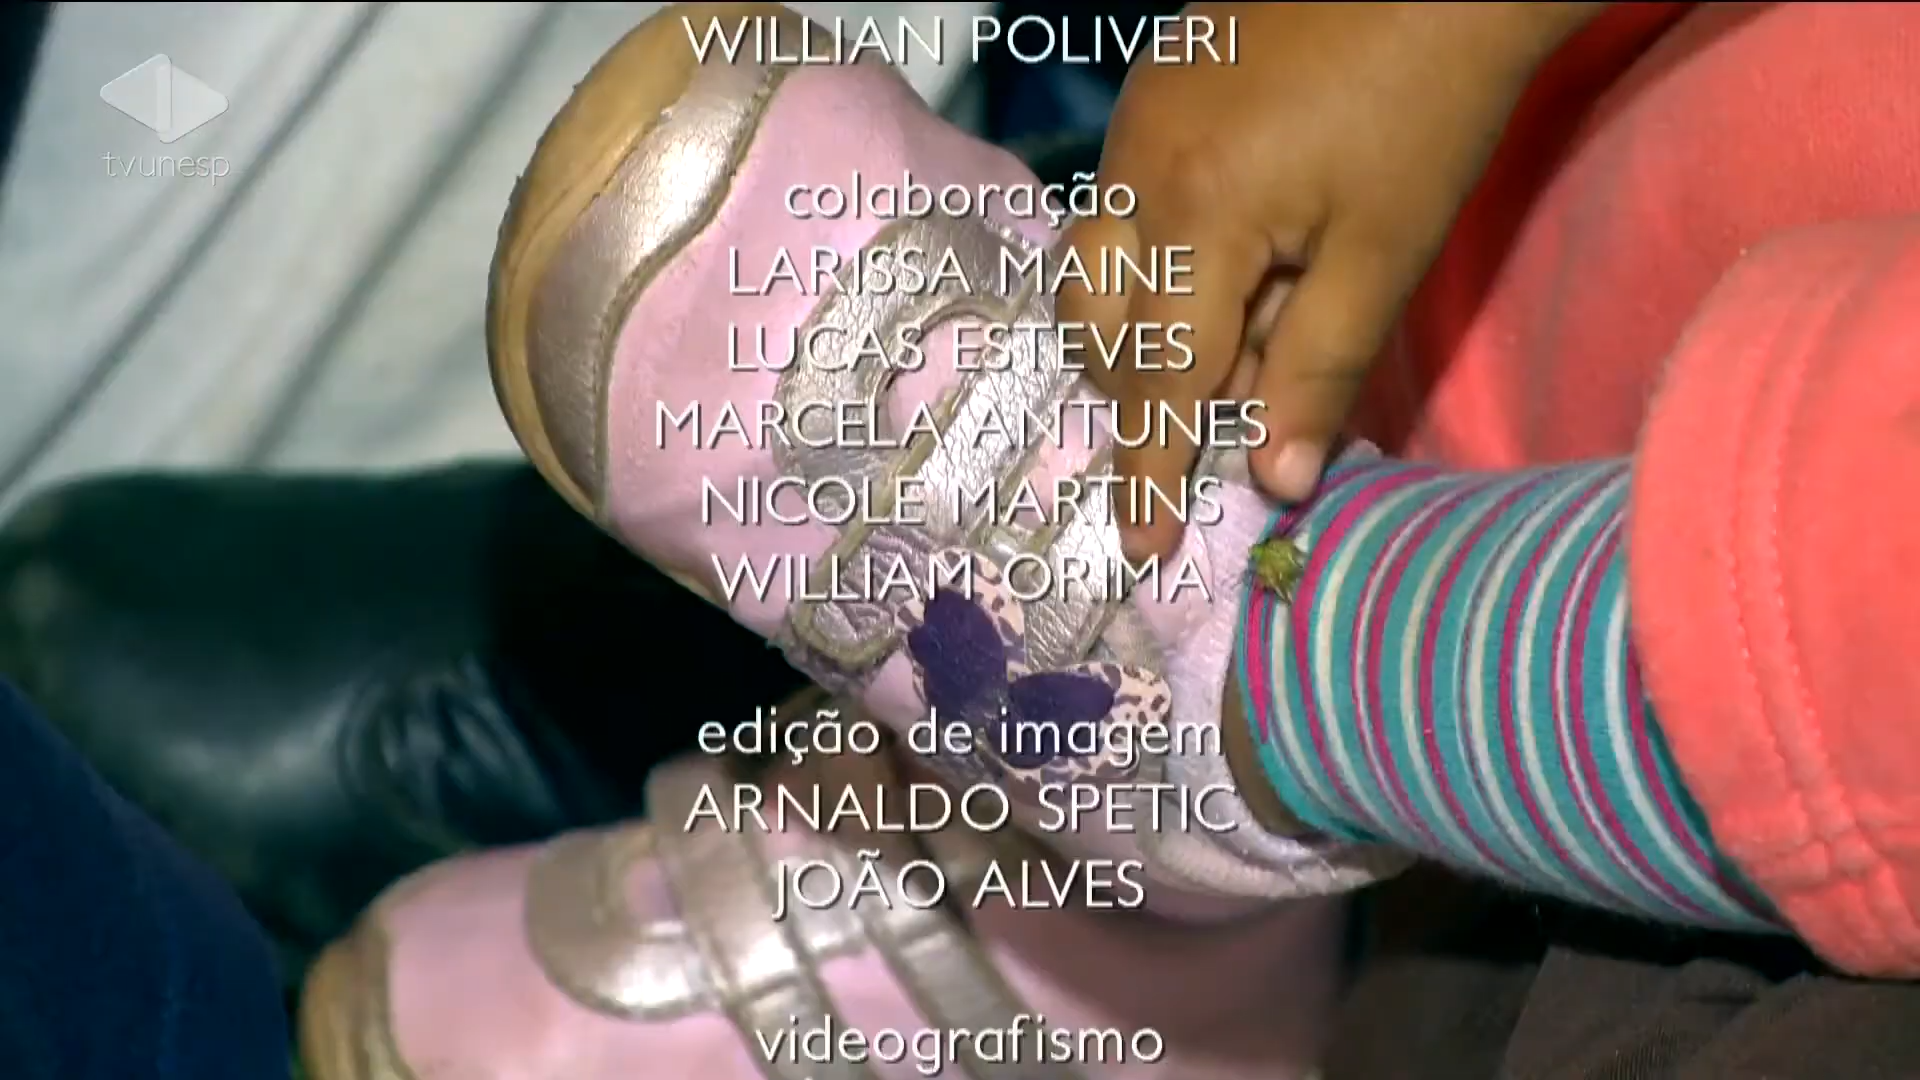 WILLIAN POLIVERI
tvunesp
colaboração
LARISSA MAINE
LUCAS ESTEVES
MARCELA ANTUNES
NICOLE MARTINS
WILLIAM ORIMA
edição de imagem
ARNALDO SPETIC
JOÃO ALVES
videografismo